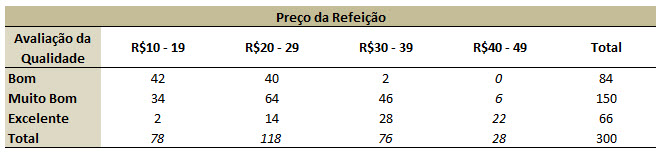 Preço da Refeição
Avaliação da Qualidade R$10 - 19 R$20 - 29 R$30 - 39 R$40 - 49 Total
Bom 42 40 2 0 84
Muito Bom 34 64 46 6 150
Excelente 2 14 28 22 66
Total 78 118 76 28 300